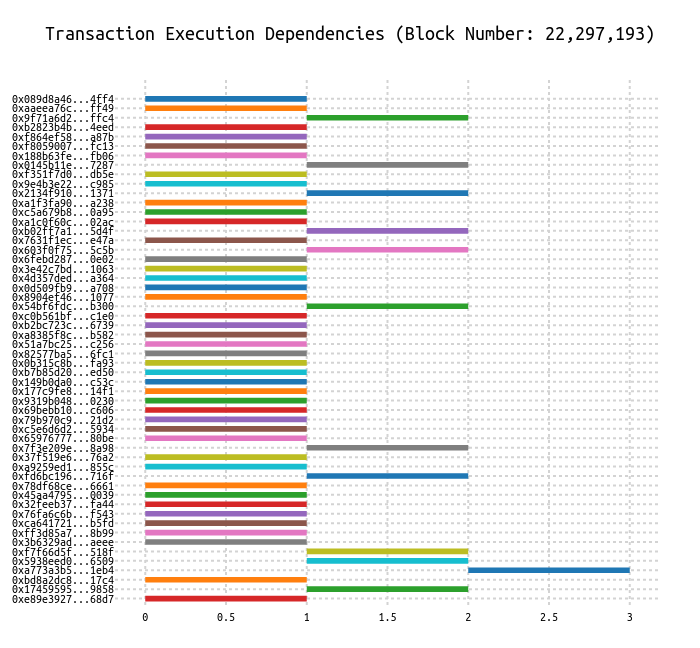 Transaction Execution Dependencies (Block Number: 22,297,193)
0x089d8a46...4ff4
0xaaeea76c...ff49
0x9f71a6d2...ffc4
0xb2823b4b...4eed
0xf864ef58...a87b
0xf8059007...fc13
0x188b63fe...fb06
0x0145b11e...7287
0xf351f7d0...db5e
0x9e4b3e22...c985
0x2134f910...1371
0xa1f3fa90...a238
0xc5a679b8...0a95
0xa1c0f60c...02ac
0xb02ff7a1...5d4f
0x7631f1ec...e47a
0x603f0f75...5c5b
0x6febd287...0e02
0x3e42c7bd...1063
0x4d357ded...a364
0x0d509fb9...a708
0x8904ef46...1077
0x54bf6fdc...b300
0xc0b561bf...c1e0
0xb2bc723c...6739
0xa8385f8c...b582
0x51a7bc25...c256
0x82577ba5...6fc1
0x0b315c8b...fa93
0xb7b85d20...ed50
0x149b0da0...c53c
0x177c9fe8...14f1
0x9319b048...0230
0x69bebb10...c606
0x79b970c9...21d2
0xc5e6d6d2...5934
0x65976777...80be
0x7f3e209e...8a98
0x37f519e6...76a2
0xa9259ed1...855c
0xfd6bc196...716f
0x78df68ce...6661
0x45aa4795...0039
0x32feeb37...fa44
0x76fa6c6b...f543
0xca641721...b5fd
0xff3d85a7...8b99
0x3b6329ad...aeee
0xf7f66d5f...518f
0x5938eed0...6509
0xa773a3b5...1eb4
0xbd8a2dc8...17c4
0x17459595...9858
0xe89e3927...68d7
0 0.5 1 1.5 2 2.5 3